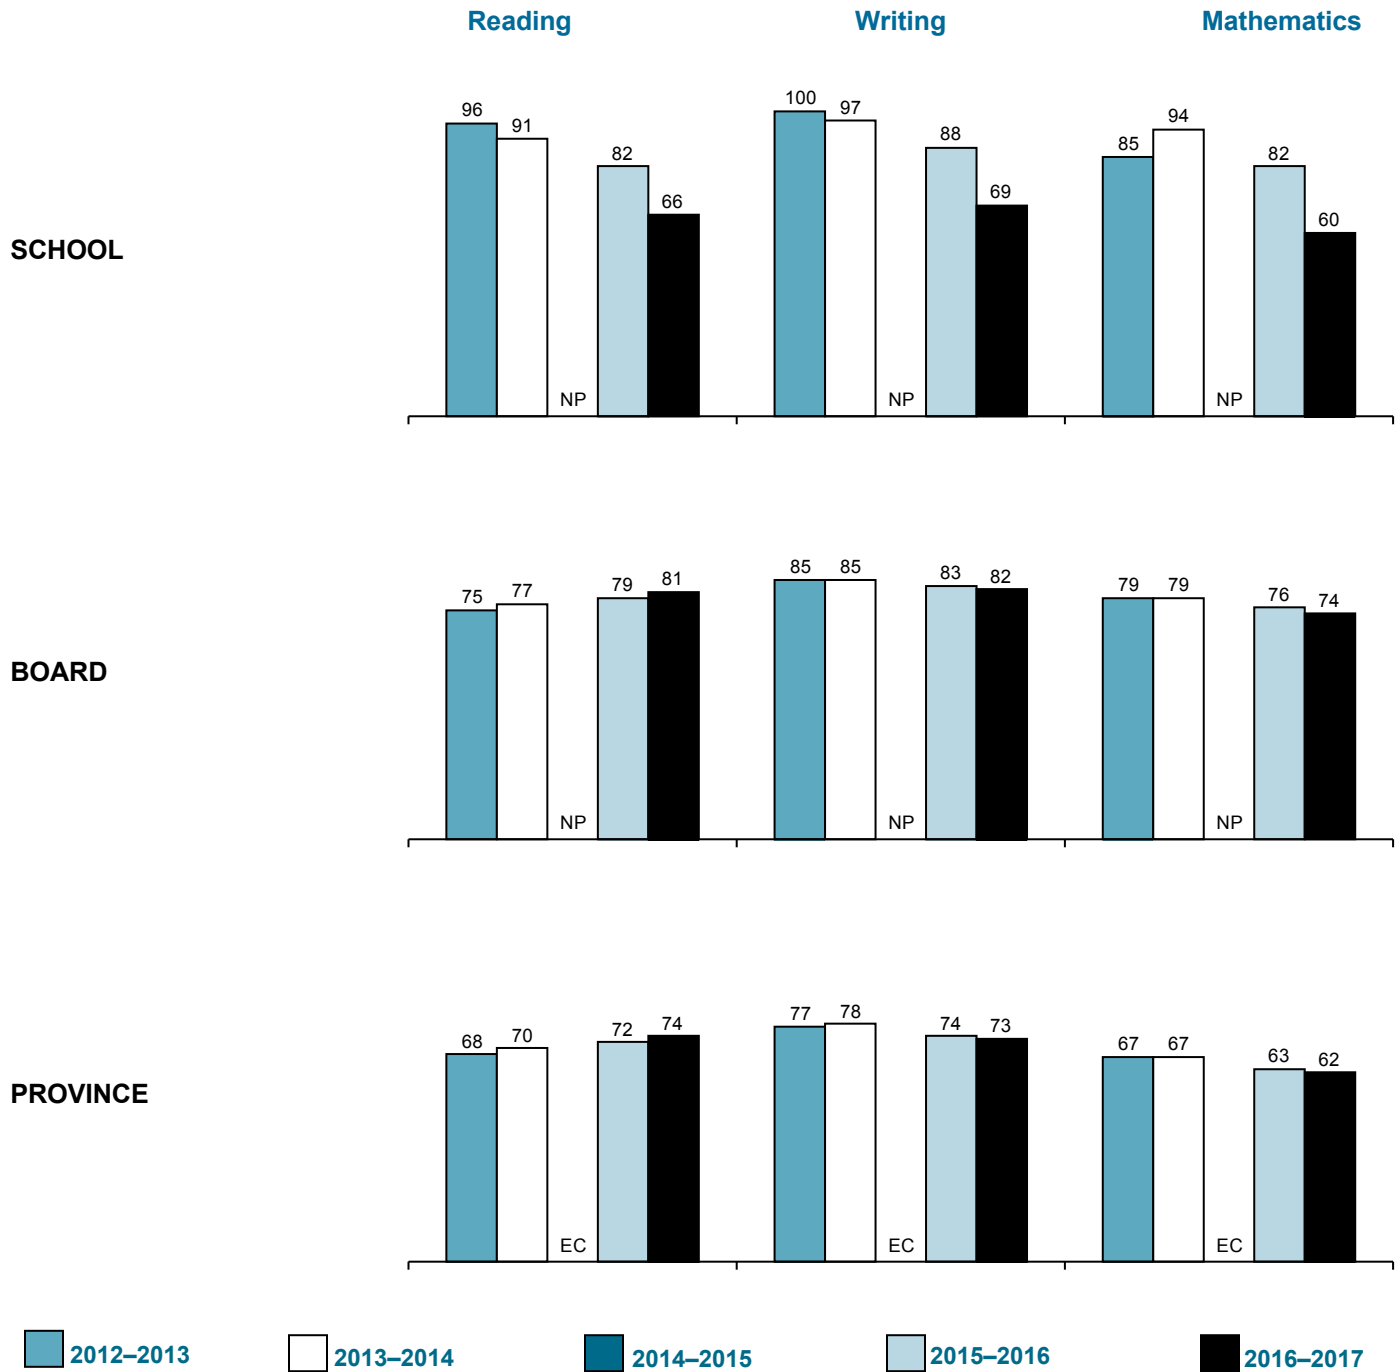 Reading Writing Mathematics
SCHOOL
96 91 NP 82 66 100 97 NP 88 69 85 94 NP 82 60
BOARD
75 77 NP 79 81 85 85 NP 83 82 79 79 NP 76 74
PROVINCE
68 70 EC 72 74 77 78 EC 74 73 67 67 EC 63 62
2012–2013 2013–2014 2014–2015 2015–2016 2016–2017